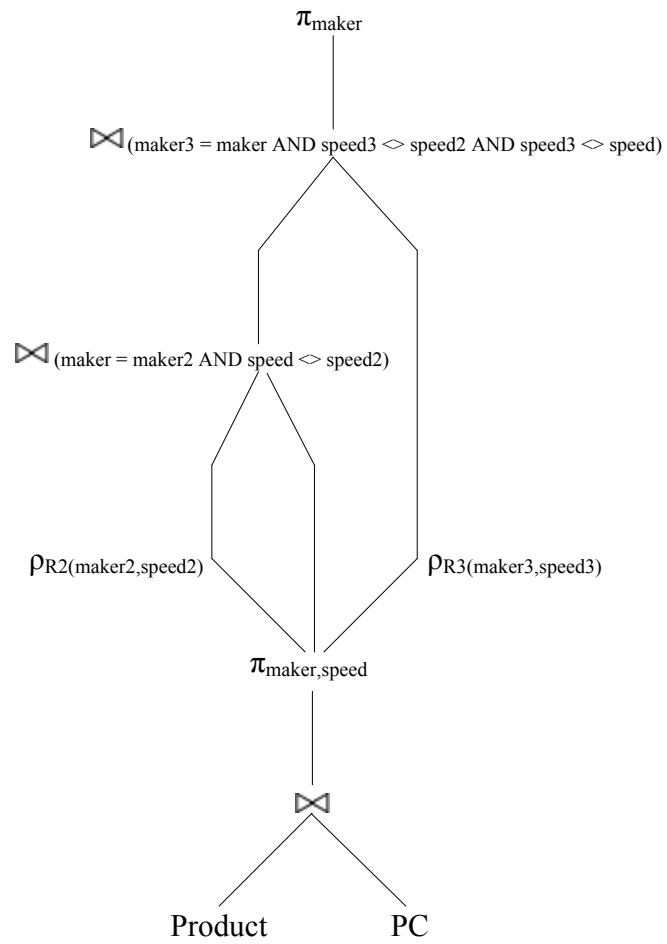 π maker
⋈ (maker3 = maker AND speed3 <> speed2 AND speed3 <> speed)
⋈ (maker = maker2 AND speed <> speed2)
ρR2(maker2,speed2)
ρR3(maker3,speed3)
πmaker,speed
⋈
Product
PC